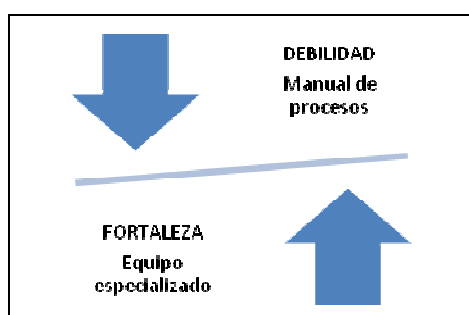 DEBILIDAD
Manual de
procesos
FORTALEZA
Equipo
especializado